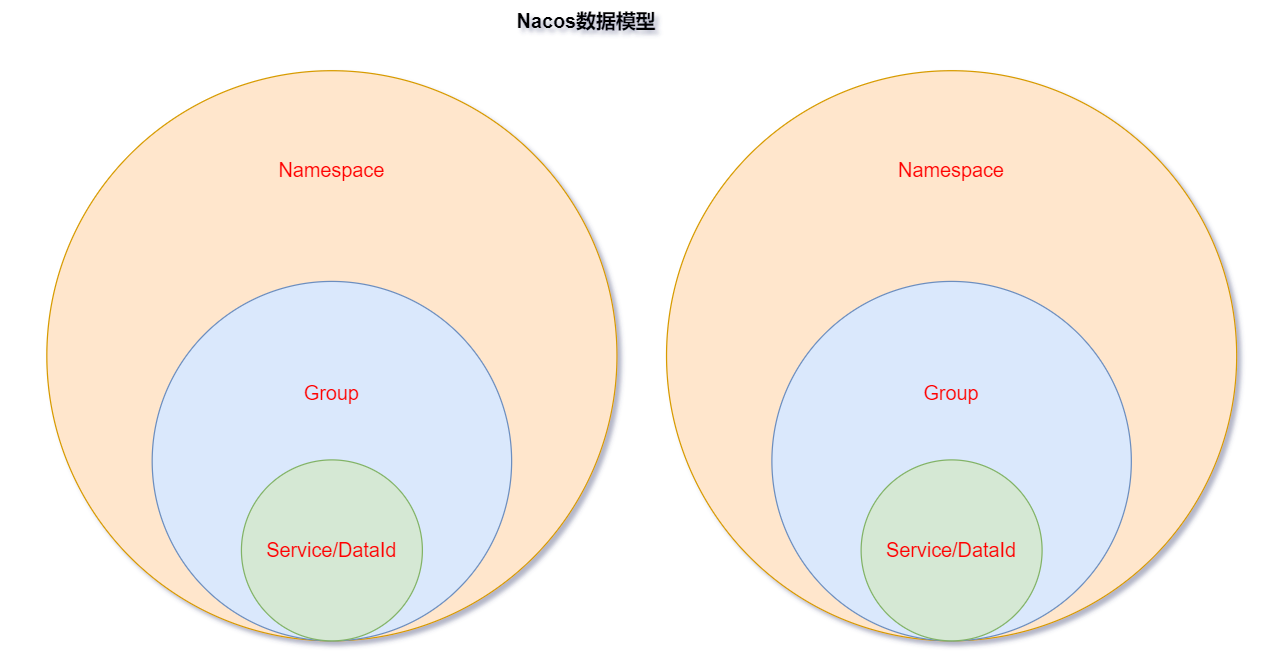 Nacos数据模型
Namespace
Namespace
Group
Group
Service/DataId
Service/DataId